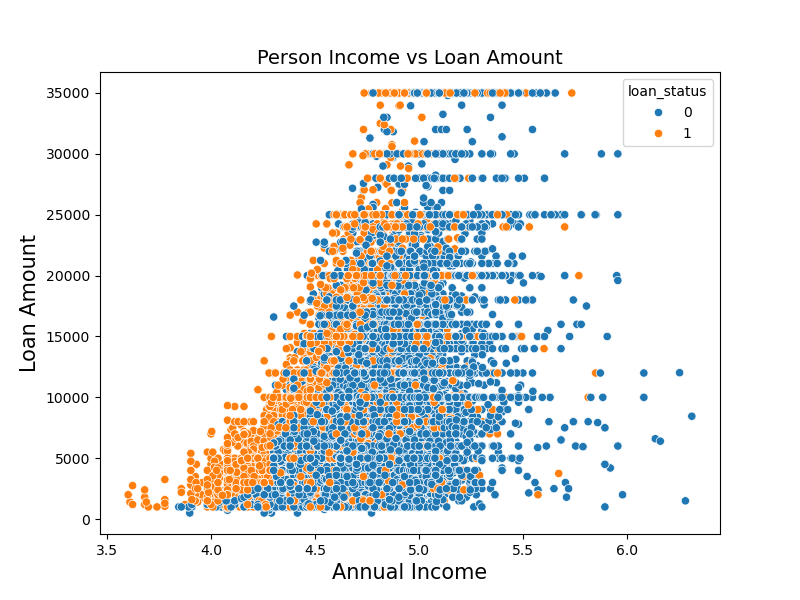 Person Income vs Loan Amount
loan_status
0
1
35000
30000
25000
20000
15000
10000
5000
0
Loan Amount
3.5 4.0 4.5 5.0 5.5 6.0
Annual Income